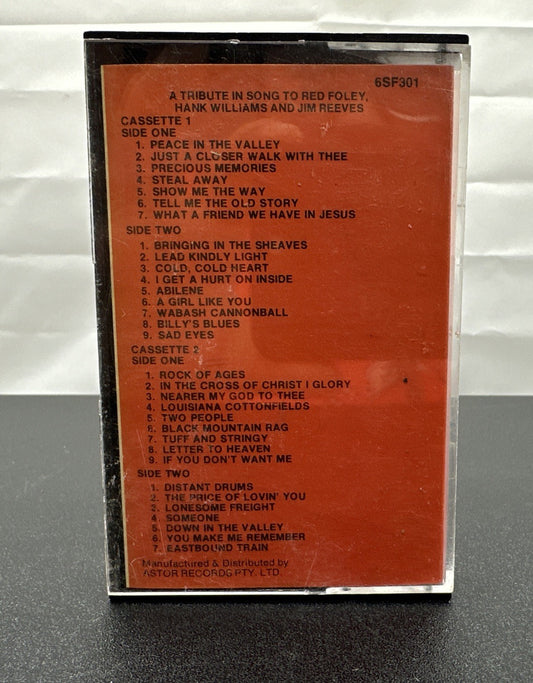 6SF301
A TRIBUTE IN SONG TO RED FOLEY,
HANK WILLIAMS AND JIM REEVES
CASSETTE 1
SIDE ONE
1. PEACE IN THE VALLEY
2. JUST A CLOSER WALK WITH THEE
3. PRECIOUS MEMORIES
4. STEAL AWAY
5. SHOW ME THE WAY
6. TELL ME THE OLD STORY
7. WHAT A FRIEND WE HAVE IN JESUS
SIDE TWO
1. BRINGING IN THE SHEAVES
2. LEAD KINDLY LIGHT
3. COLD, COLD HEART
4. I GET A HURT ON INSIDE
5. ABILENE
6. A GIRL LIKE YOU
7. WABASH CANNONBALL
8. BILLY'S BLUES
9. SAD EYES
CASSETTE 2
SIDE ONE
1. ROCK OF AGES
2. IN THE CROSS OF CHRIST I GLORY
3. NEARER MY GOD TO THEE
4. LOUISIANA COTTONFIELDS
5. TWO PEOPLE
6. BLACK MOUNTAIN RAG
7. TUFF AND STRINGY
8. LETTER TO HEAVEN
9. IF YOU DON'T WANT ME
SIDE TWO
1. DISTANT DRUMS
2. THE PRICE OF LOVIN' YOU
3. LONESOME FREIGHT
4. SOMEONE
5. DOWN IN THE VALLEY
6. YOU MAKE ME REMEMBER
7. EASTBOUND TRAIN
Manufactured & Distributed by
ASTOR RECORDS PTY. LTD.